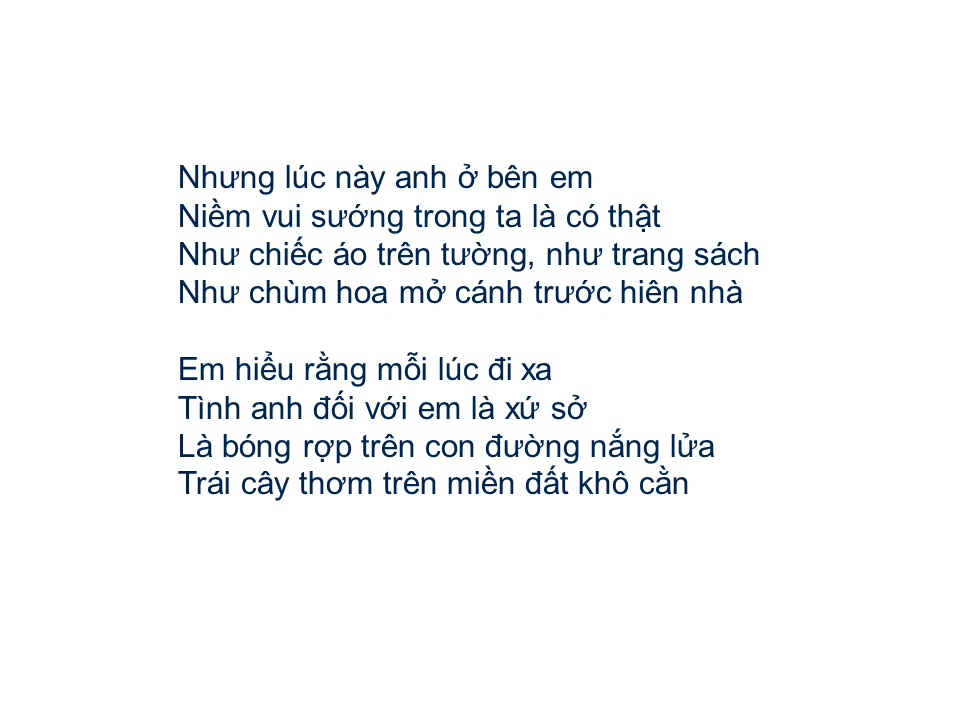 Nhưng lúc này anh ở bên em
Niềm vui sướng trong ta là có thật
Như chiếc áo trên tường, như trang sách
Như chùm hoa mở cánh trước hiên nhà
Em hiểu rằng mỗi lúc đi xa
Tình anh đối với em là xứ sở
Là bóng rợp trên con đường nắng lửa
Trái cây thơm trên miền đất khô cằn